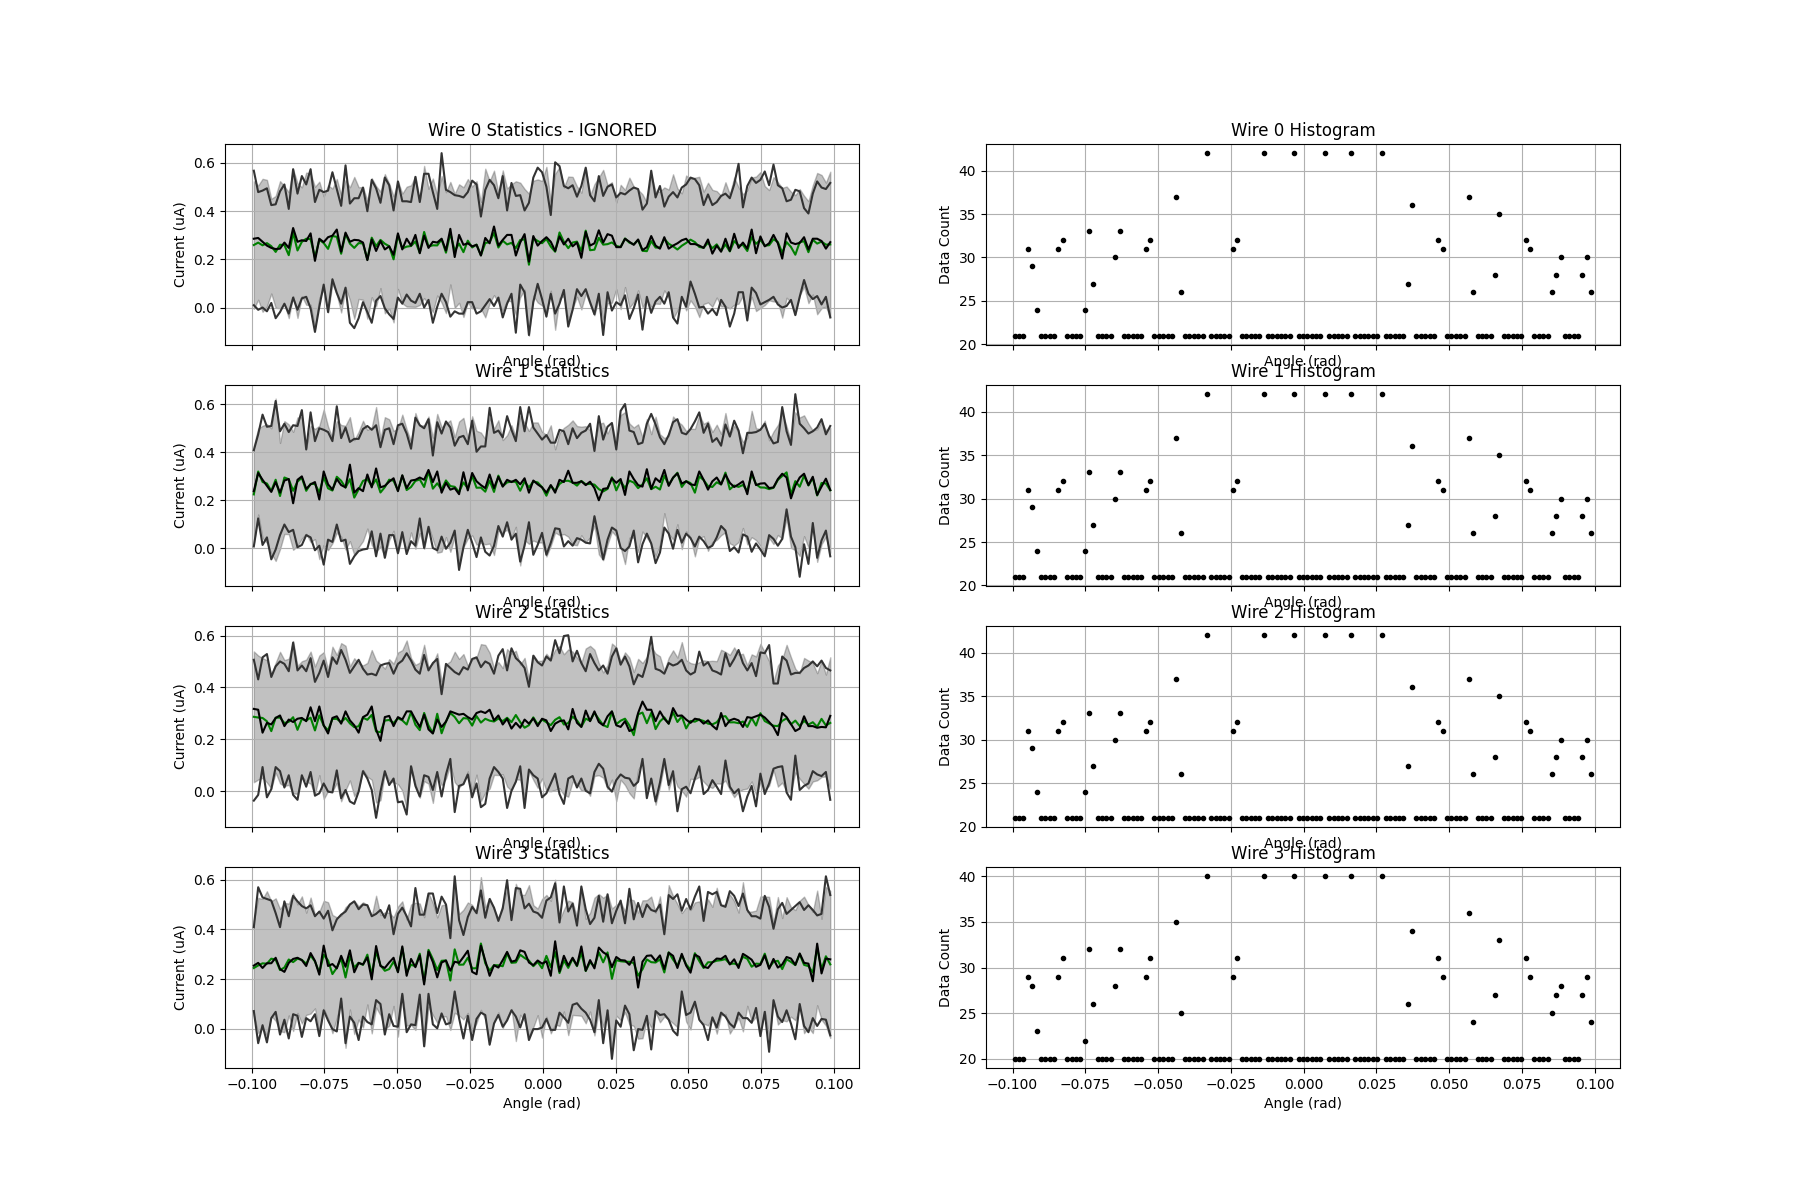 Wire 0 Statistics - IGNORED
Current (uA)
0.6
0.4
0.2
0.0
Angle (rad)
Wire 0 Histogram
Data Count
40
35
30
25
20
Angle (rad)
Wire 1 Statistics
Current (uA)
0.6
0.4
0.2
0.0
Angle (rad)
Wire 1 Histogram
Data Count
40
35
30
25
20
Angle (rad)
Wire 2 Statistics
Current (uA)
0.6
0.4
0.2
0.0
Angle (rad)
Wire 2 Histogram
Data Count
40
35
30
25
20
Angle (rad)
Wire 3 Statistics
Current (uA)
0.6
0.4
0.2
0.0
−0.100 −0.075 −0.050 −0.025 0.000 0.025 0.050 0.075 0.100
Angle (rad)
Wire 3 Histogram
Data Count
40
35
30
25
20
−0.100 −0.075 −0.050 −0.025 0.000 0.025 0.050 0.075 0.100
Angle (rad)